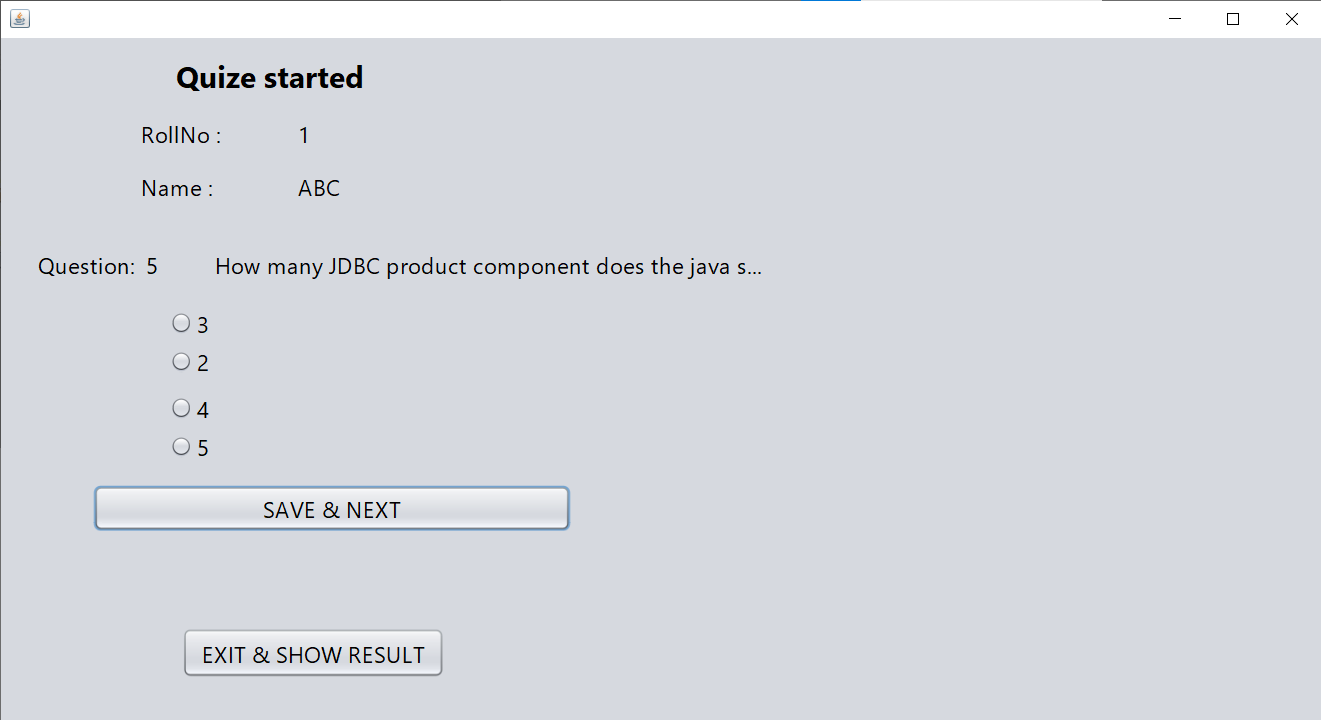 Quize started
RollNo : 1
Name : ABC
Question: 5 How many JDBC product component does the java s...
3
2
4
5
SAVE & NEXT
EXIT & SHOW RESULT